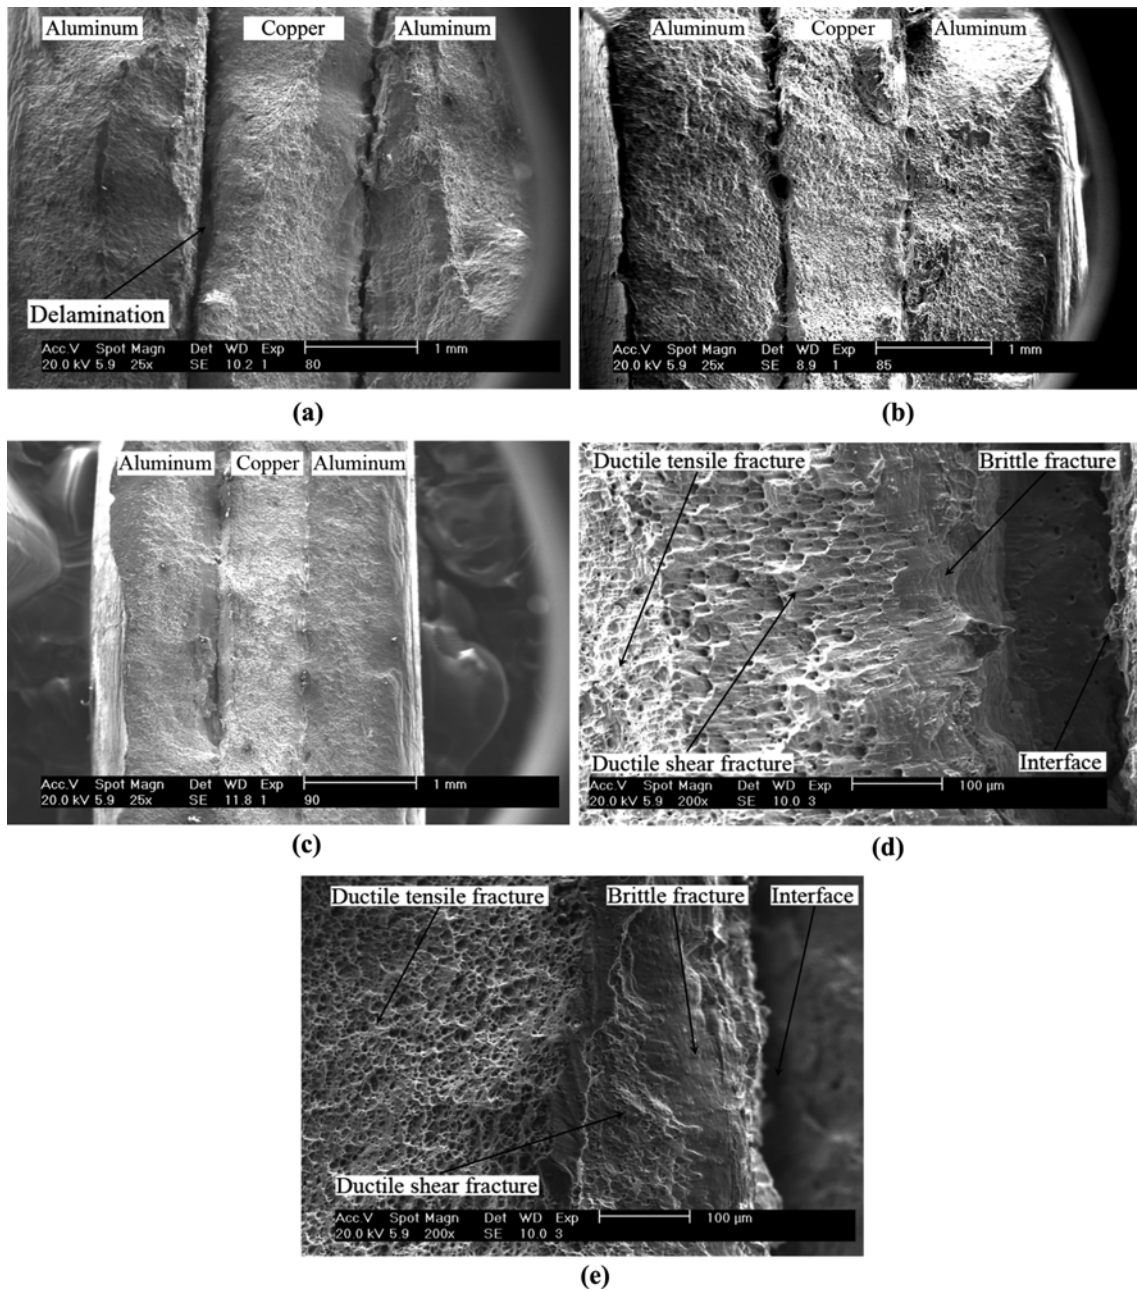 Aluminum Copper Aluminum
Delamination
Acc.V Spot Magn Det WD Exp 1 mm
20.0 kV 5.9 25x SE 10.2 1 80
(a)
Aluminum Copper Aluminum
Acc.V Spot Magn Det WD Exp 1 mm
20.0 kV 5.9 25x SE 8.9 1 85
(b)
Aluminum Copper Aluminum
Acc.V Spot Magn Det WD Exp 1 mm
20.0 kV 5.9 25x SE 11.8 1 90
(c)
Ductile tensile fracture Brittle fracture
Ductile shear fracture Interface
Acc.V Spot Magn Det WD Exp 100 µm
20.0 kV 5.9 200x SE 10.0 3
(d)
Ductile tensile fracture Brittle fracture Interface
Ductile shear fracture
Acc.V Spot Magn Det WD Exp 100 µm
20.0 kV 5.9 200x SE 10.0 3
(e)